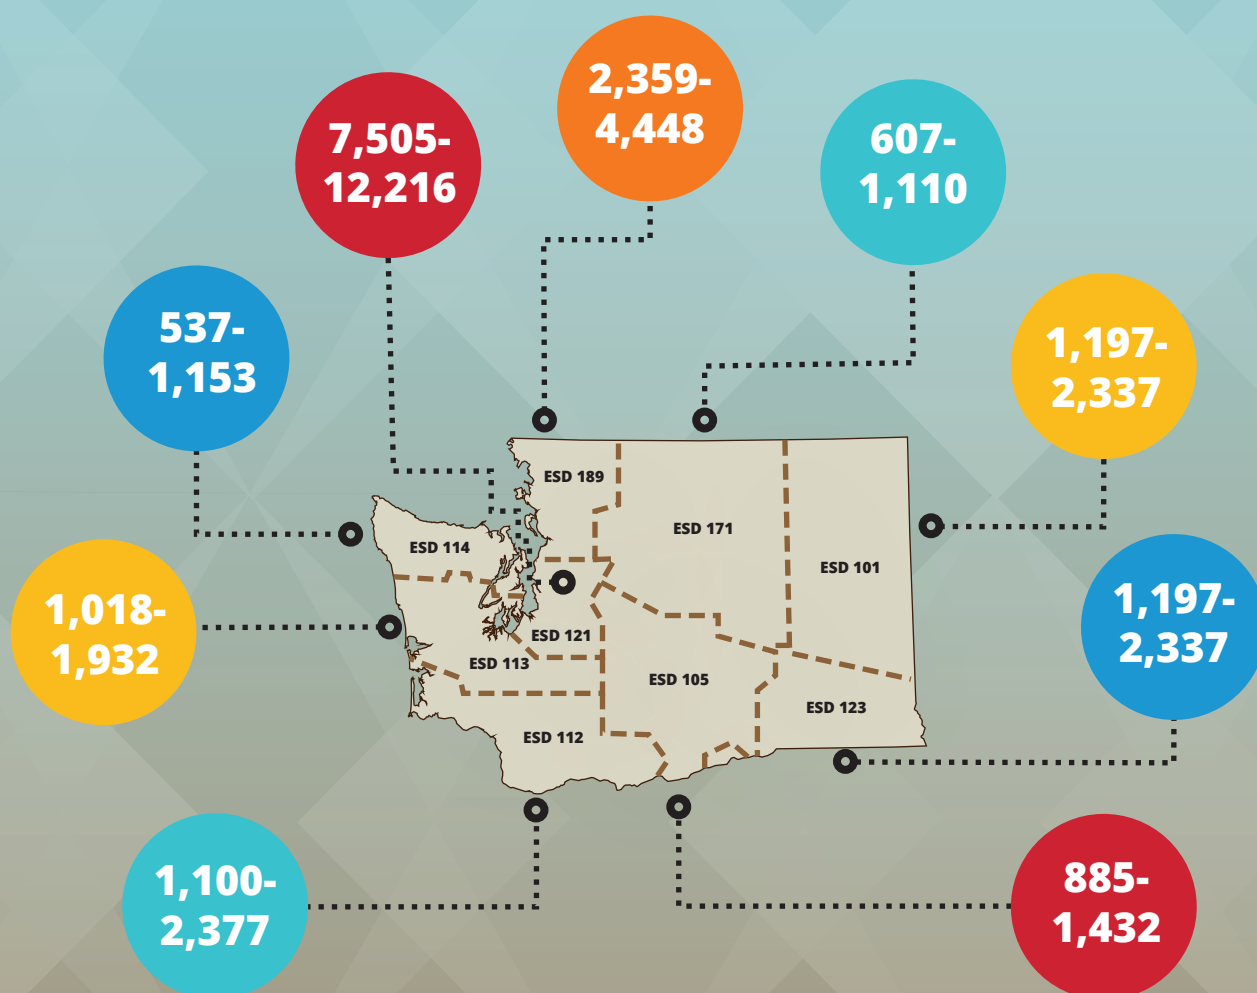 2,359-
4,448
7,505-
12,216
607-
1,110
537-
1,153
1,197-
2,337
ESD 189
ESD 171
ESD 114
ESD 101
1,018-
1,932
1,197-
2,337
ESD 121
ESD 113
ESD 105
ESD 123
ESD 112
1,100-
2,377
885-
1,432